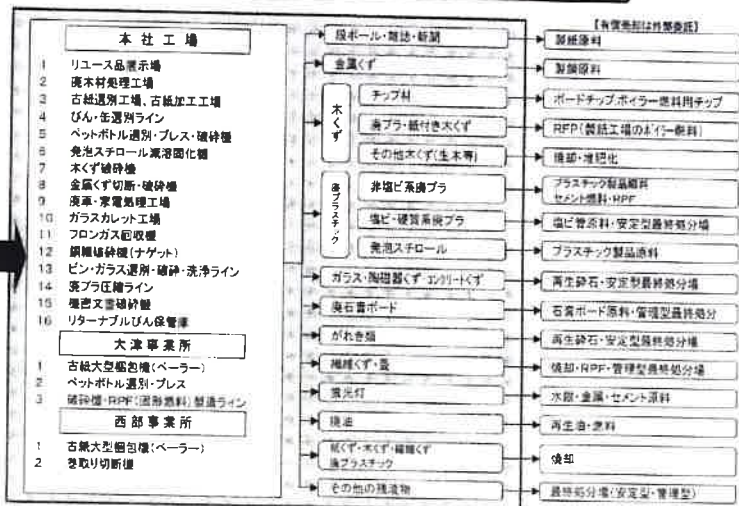 本社工場
1 リユース品展示場
2 廃木材処理工場
3 古紙選別工場、古紙加工工場
4 びん・缶選別ライン
5 ペットボトル選別・プレス・破砕機
6 発泡スチロール減溶固化機
7 木くず破砕機
8 金属くず切断・破砕機
9 廃車・家電処理工場
10 ガラスカレット工場
11 フロンガス回収機
12 銅線破砕機(ナゲット)
13 ビン・ガラス選別・破砕・洗浄ライン
14 廃プラ圧縮ライン
15 機密文書破砕機
16 リターナブルびん保管庫
大津事業所
1 古紙大型梱包機(ベーラー)
2 ペットボトル選別・プレス
3 破砕機・RPF(固形燃料)製造ライン
西部事業所
1 古紙大型梱包機(ベーラー)
2 巻取り切断機
段ボール・雑誌・新聞
金属くず
木くず
チップ材
廃プラ・紙付き木くず
その他木くず(生木等)
廃プラスチック
非塩ビ系廃プラ
塩ビ・硬質系廃プラ
発泡スチロール
ガラス・陶磁器くず・コンクリートくず
廃石膏ボード
がれき類
繊維くず・畳
蛍光灯
廃油
紙くず・木くず・繊維くず
廃プラスチック
その他の残渣物
【有償売却は外部委託】
製紙原料
製鋼原料
ボードチップ,ボイラー燃料用チップ
RFP(製紙工場のボイラー燃料)
焼却・堆肥化
プラスチック製品原料
セメント燃料・RPF
塩ビ管原料・安定型最終処分場
プラスチック製品原料
再生砕石・安定型最終処分場
石膏ボード原料・管理型最終処分
再生砕石・安定型最終処分場
焼却・RPF・管理型最終処分場
水銀・金属・セメント原料
再生油・燃料
焼却
最終処分場(安定型・管理型)